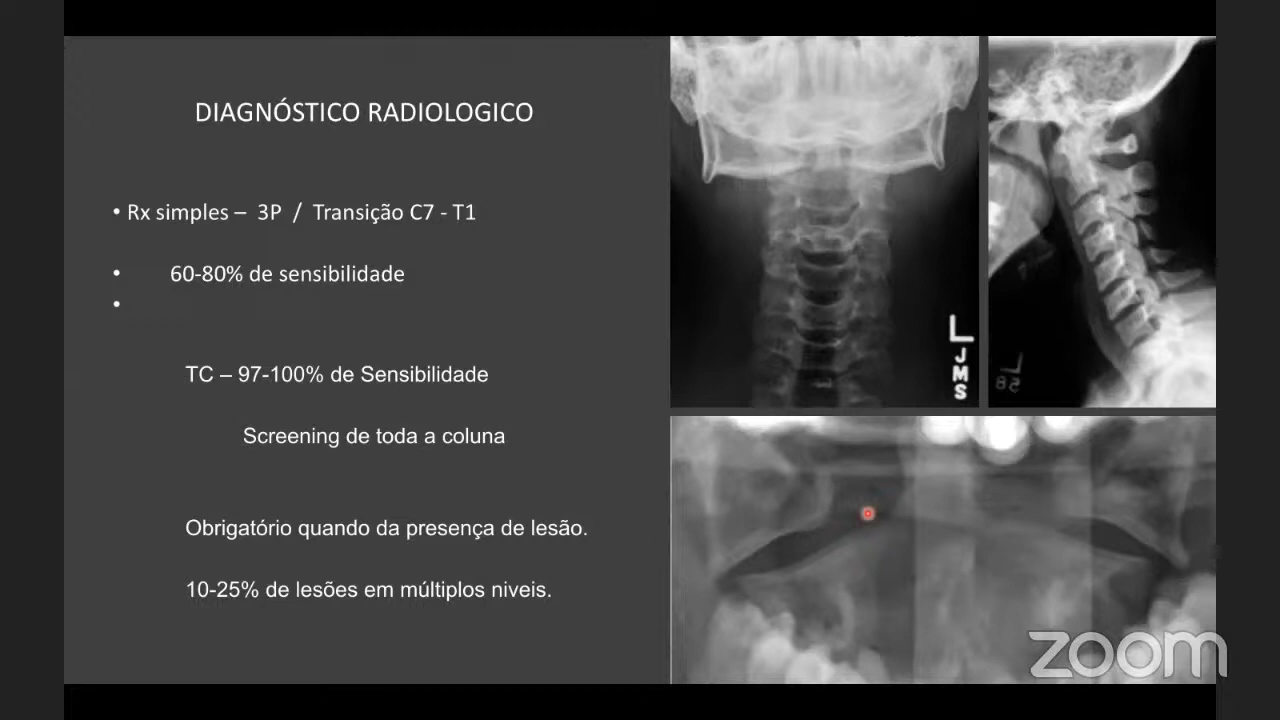 DIAGNÓSTICO RADIOLOGICO
• Rx simples – 3P / Transição C7 - T1
• 60-80% de sensibilidade
•
TC – 97-100% de Sensibilidade
Screening de toda a coluna
Obrigatório quando da presença de lesão.
10-25% de lesões em múltiplos niveis.
L
JMS
L
zoom